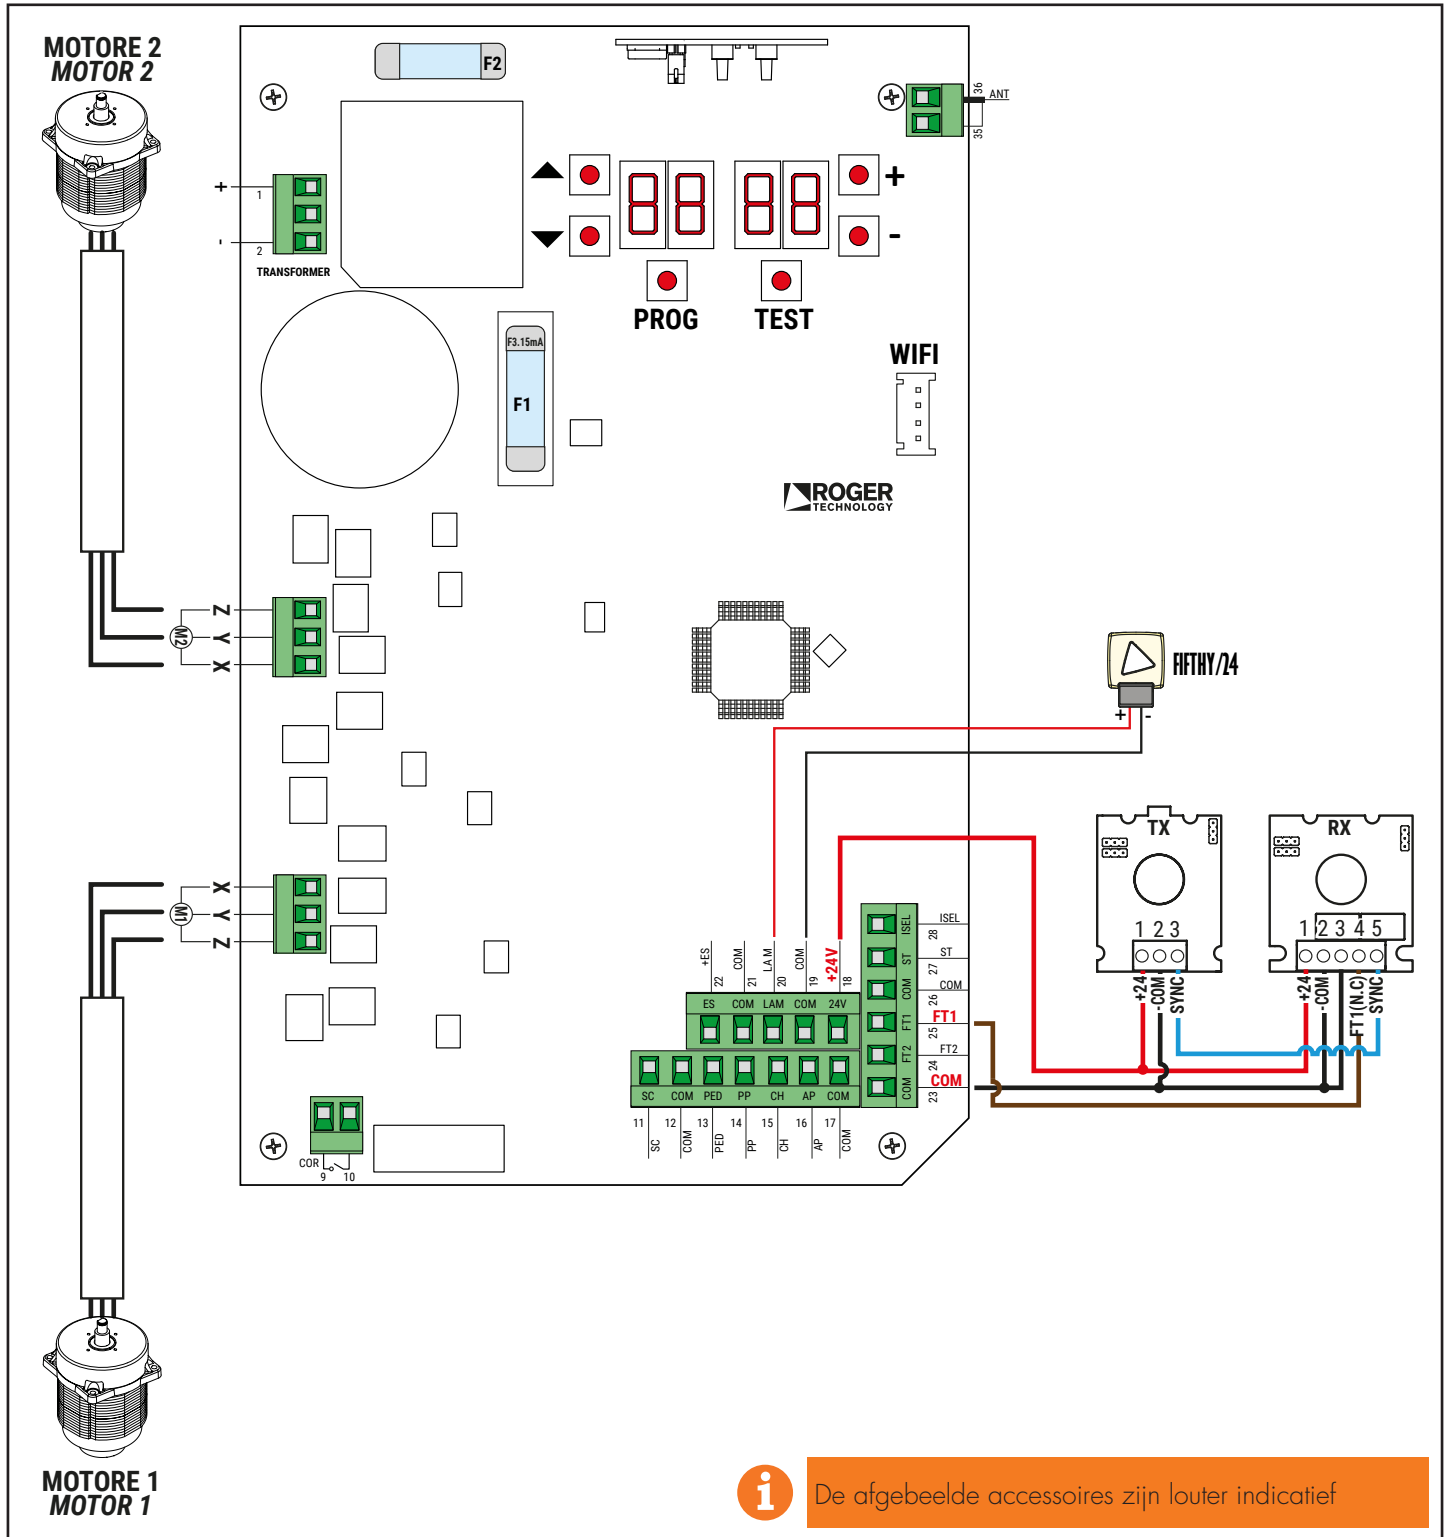 MOTORE 2
MOTOR 2
F2
36
ANT
35
+
1
-
2
TRANSFORMER
+
-
PROG
TEST
F3.15mA
F1
WIFI
ROGER
TECHNOLOGY
Z
Y
X
M2
FIFTHY/24
+
-
X
Y
Z
M1
TX
1 2 3
+24
-COM
SYNC
RX
1 2 3 4 5
+24
-COM
FT1(N.C)
SYNC
+ES
22
COM
21
LAM
20
COM
19
+24V
18
ES COM LAM COM 24V
ISEL
ISEL
28
ST
ST
27
COM
COM
26
FT1
FT1
25
FT2
FT2
24
COM
COM
23
SC COM PED PP CH AP COM
11
SC
12
COM
13
PED
14
PP
15
CH
16
AP
17
COM
COR
9 10
MOTORE 1
MOTOR 1
i
De afgebeelde accessoires zijn louter indicatief